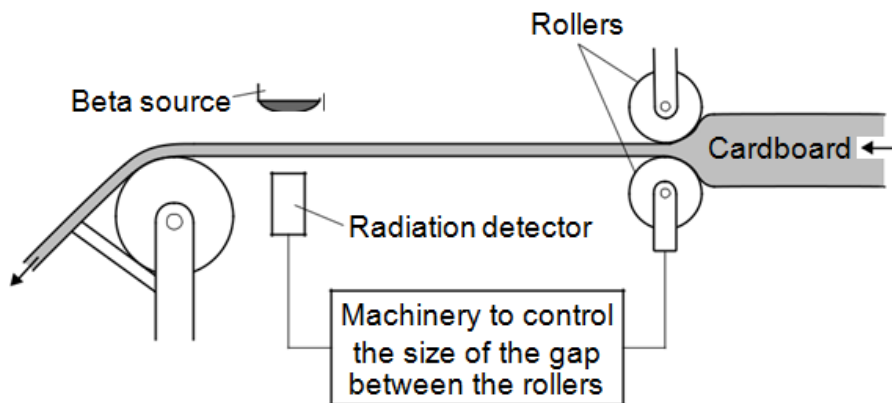 Rollers
Beta source
Cardboard
Radiation detector
Machinery to control
the size of the gap
between the rollers